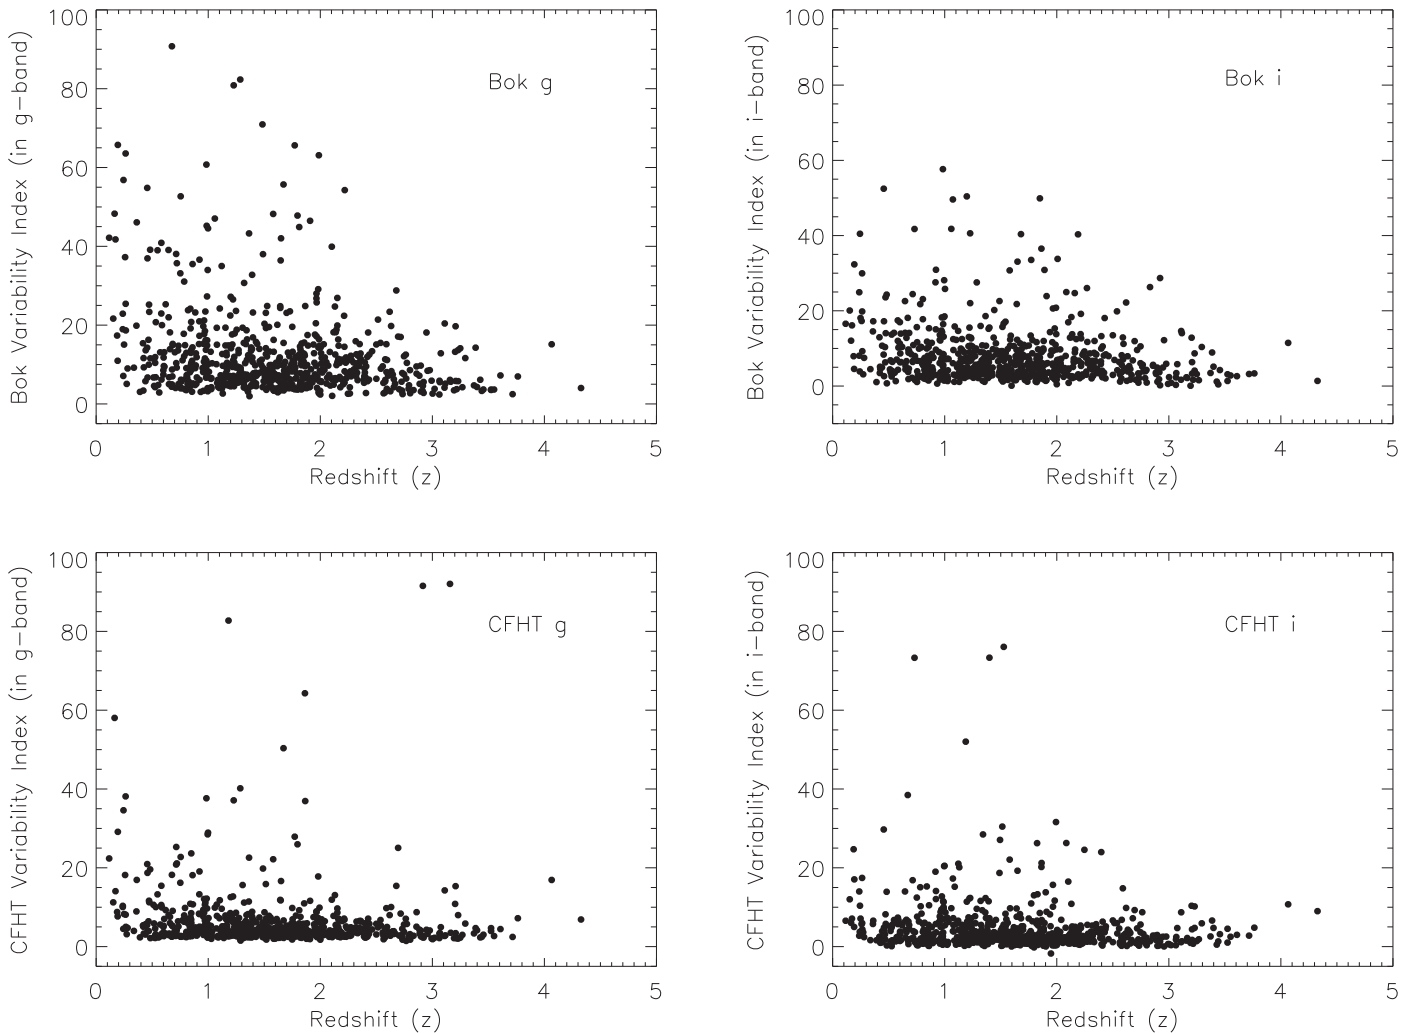 Bok Variability Index (in g-band)
100
80
60
40
20
0
Bok g
0 1 2 3 4 5
Redshift (z)
Bok Variability Index (in i-band)
100
80
60
40
20
0
Bok i
0 1 2 3 4 5
Redshift (z)
CFHT Variability Index (in g-band)
100
80
60
40
20
0
CFHT g
0 1 2 3 4 5
Redshift (z)
CFHT Variability Index (in i-band)
100
80
60
40
20
0
CFHT i
0 1 2 3 4 5
Redshift (z)